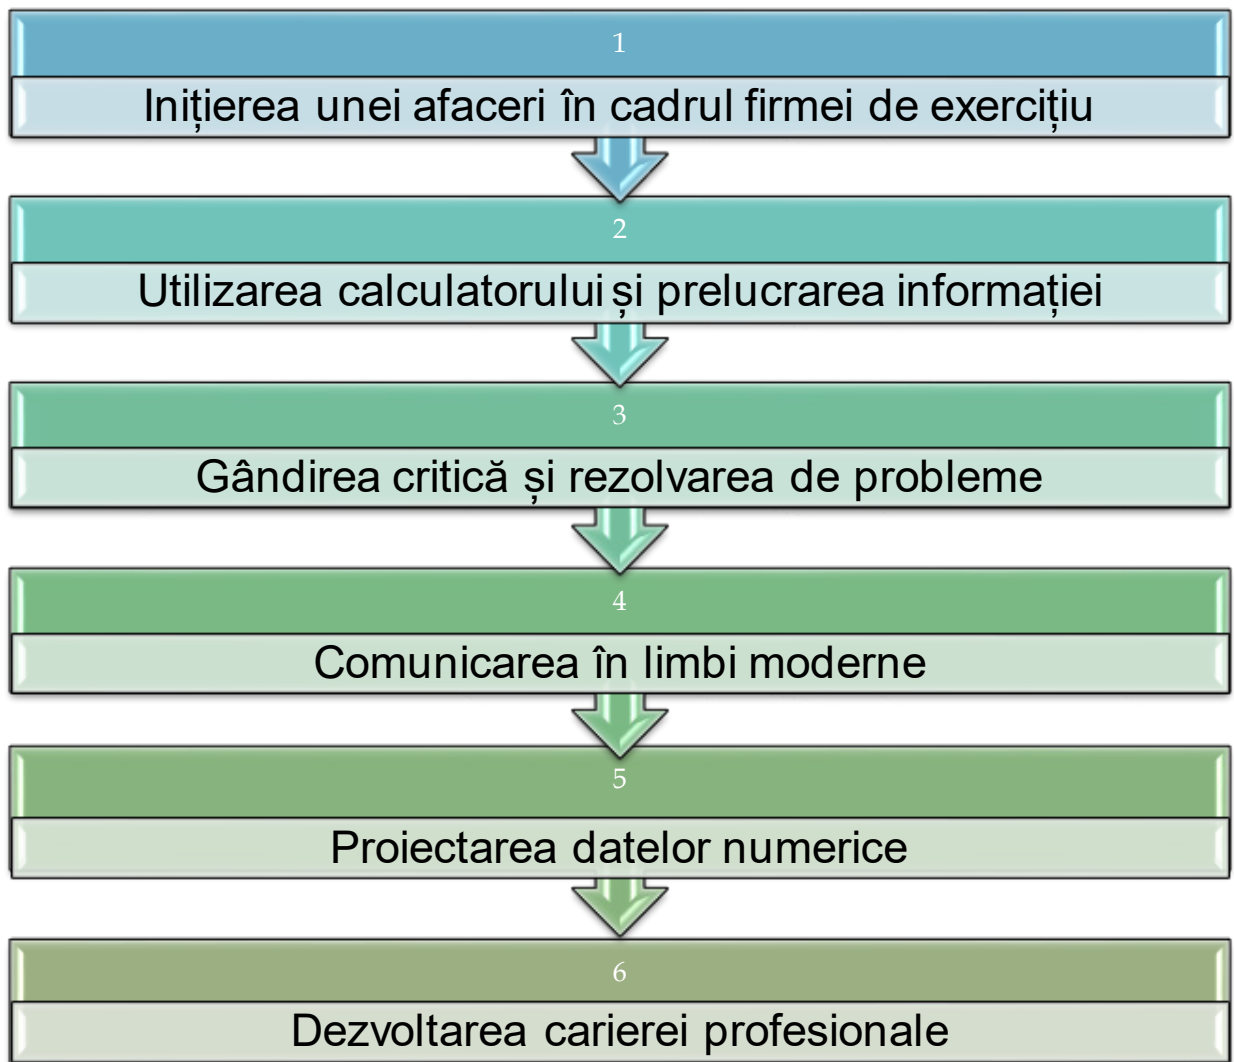 1
Inițierea unei afaceri în cadrul firmei de exercițiu
2
Utilizarea calculatorului și prelucrarea informației
3
Gândirea critică și rezolvarea de probleme
4
Comunicarea în limbi moderne
5
Proiectarea datelor numerice
6
Dezvoltarea carierei profesionale